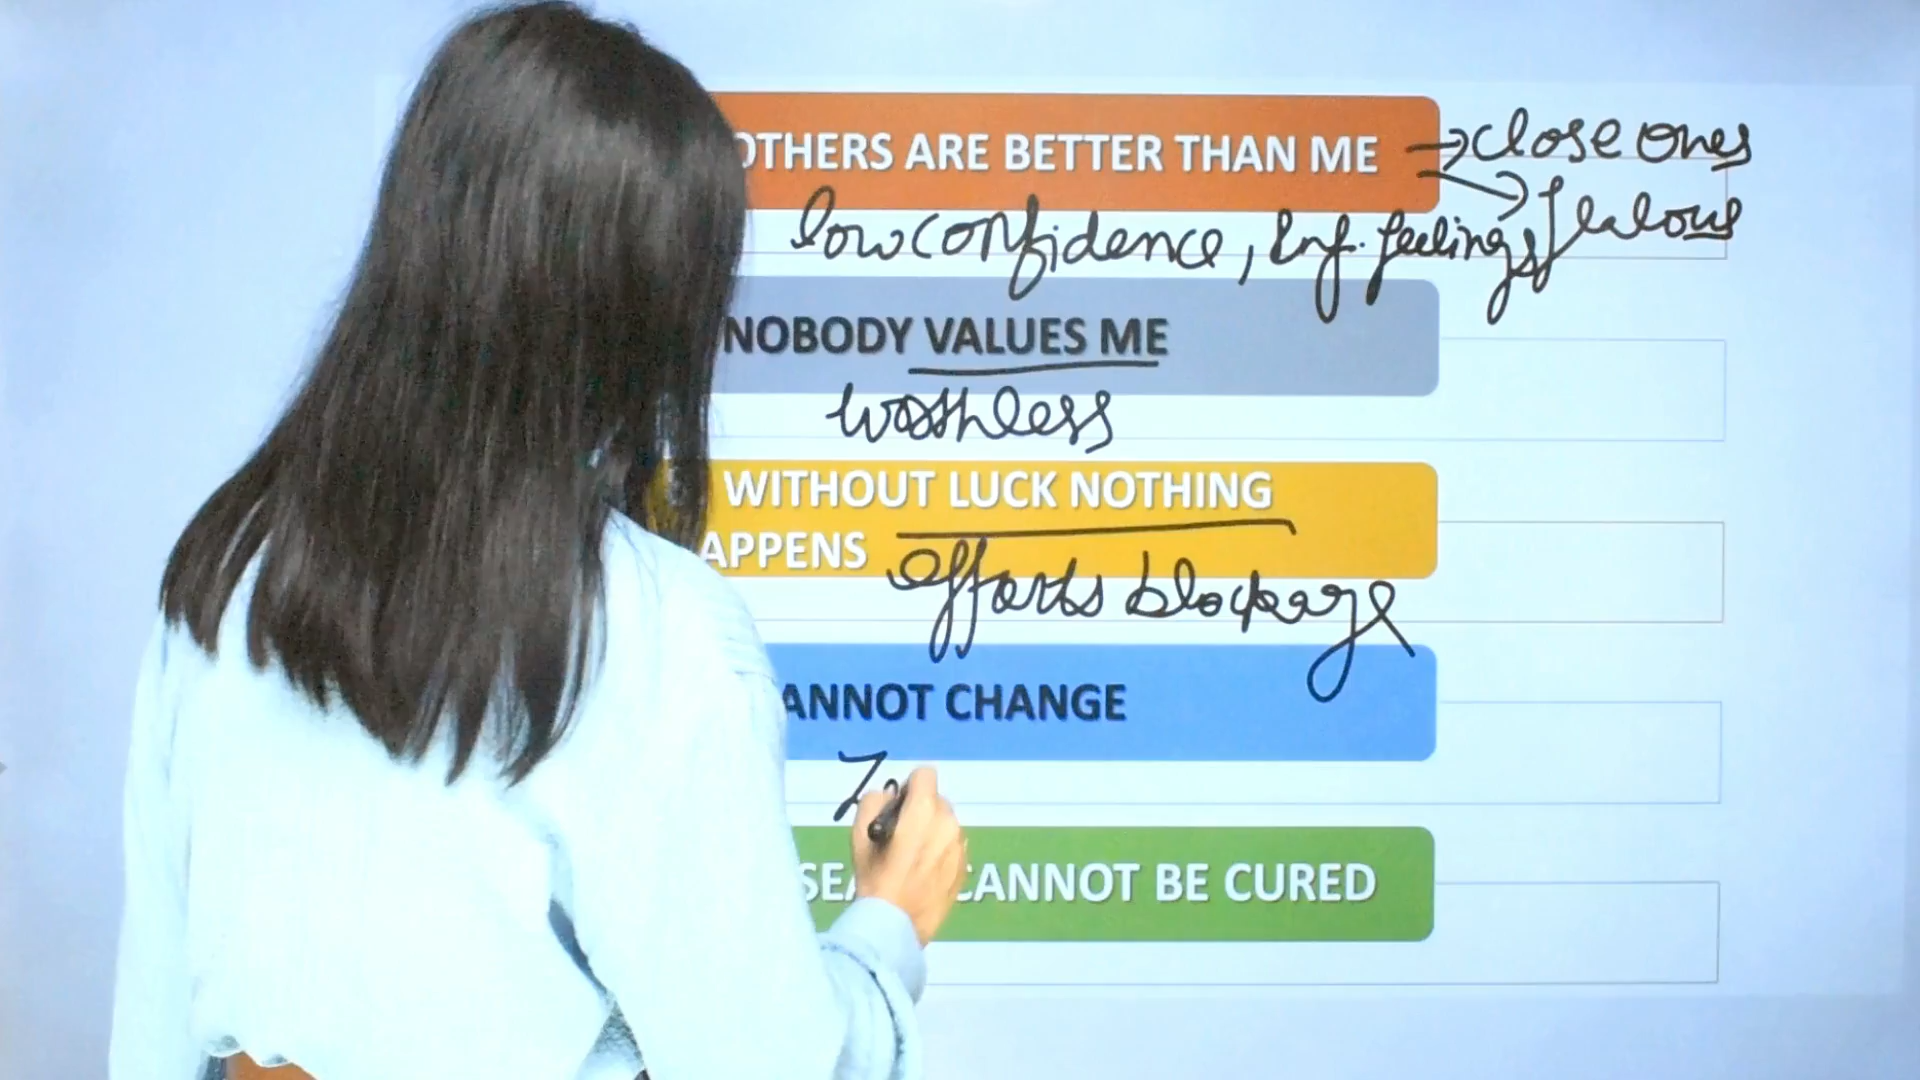 OTHERS ARE BETTER THAN ME → close ones
→ Jealous
low confidence, Inf. feelings
NOBODY VALUES ME
worthless
WITHOUT LUCK NOTHING
APPENS
efforts blockage
ANNOT CHANGE
CANNOT BE CURED